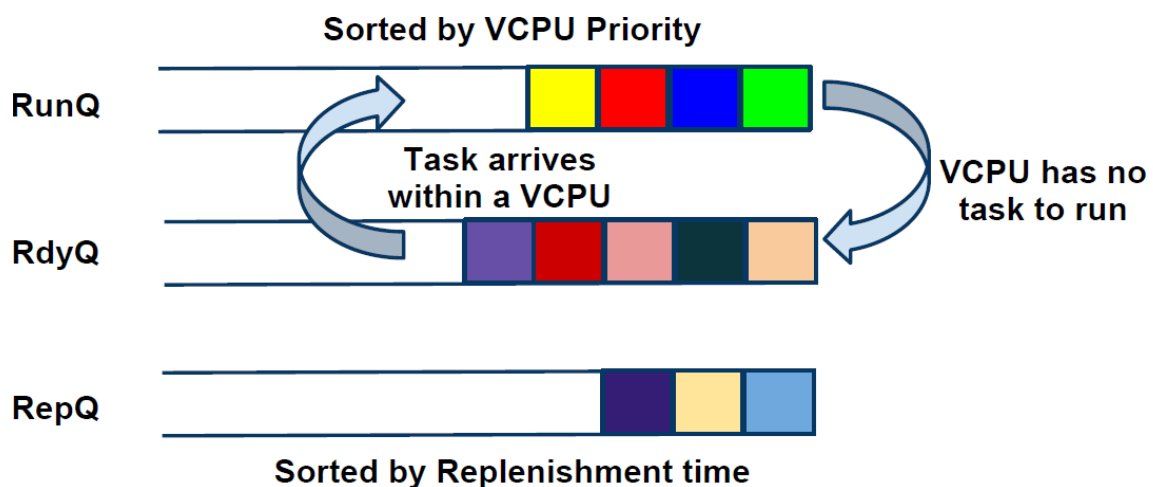 Sorted by VCPU Priority
RunQ
Task arrives
within a VCPU
VCPU has no
task to run
RdyQ
RepQ
Sorted by Replenishment time